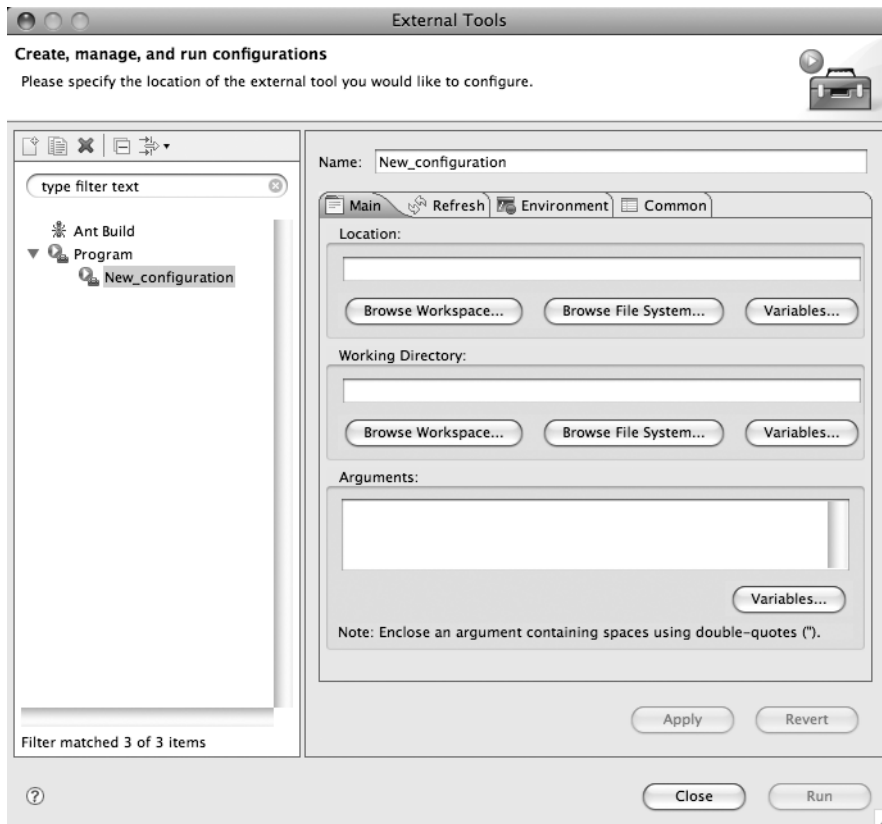 External Tools
Create, manage, and run configurations
Please specify the location of the external tool you would like to configure.
type filter text
Ant Build
Program
New_configuration
Filter matched 3 of 3 items
Name: New_configuration
Main Refresh Environment Common
Location:
Browse Workspace... Browse File System... Variables...
Working Directory:
Browse Workspace... Browse File System... Variables...
Arguments:
Variables...
Note: Enclose an argument containing spaces using double-quotes (").
Apply Revert
? Close Run